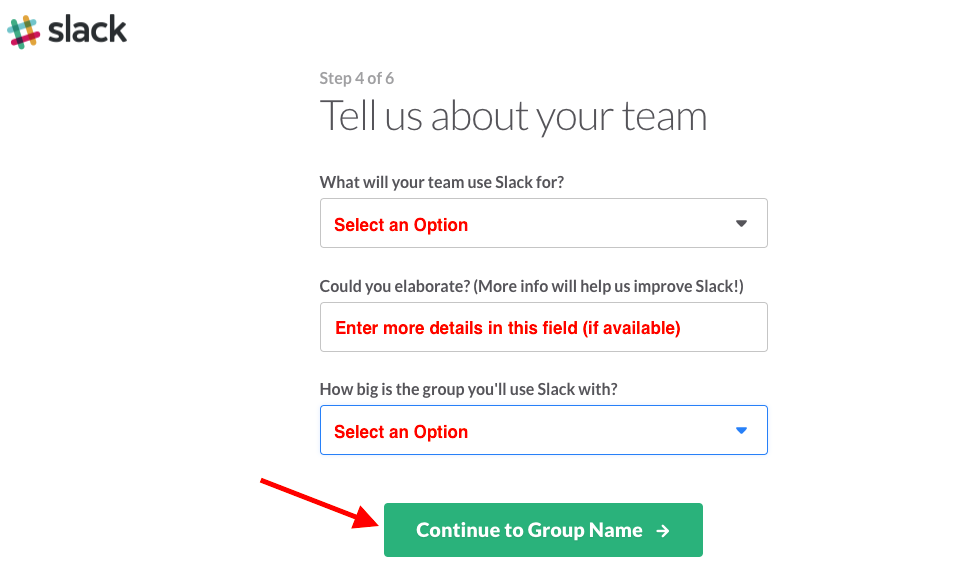 slack
Step 4 of 6
Tell us about your team
What will your team use Slack for?
Select an Option
Could you elaborate? (More info will help us improve Slack!)
Enter more details in this field (if available)
How big is the group you'll use Slack with?
Select an Option
Continue to Group Name →